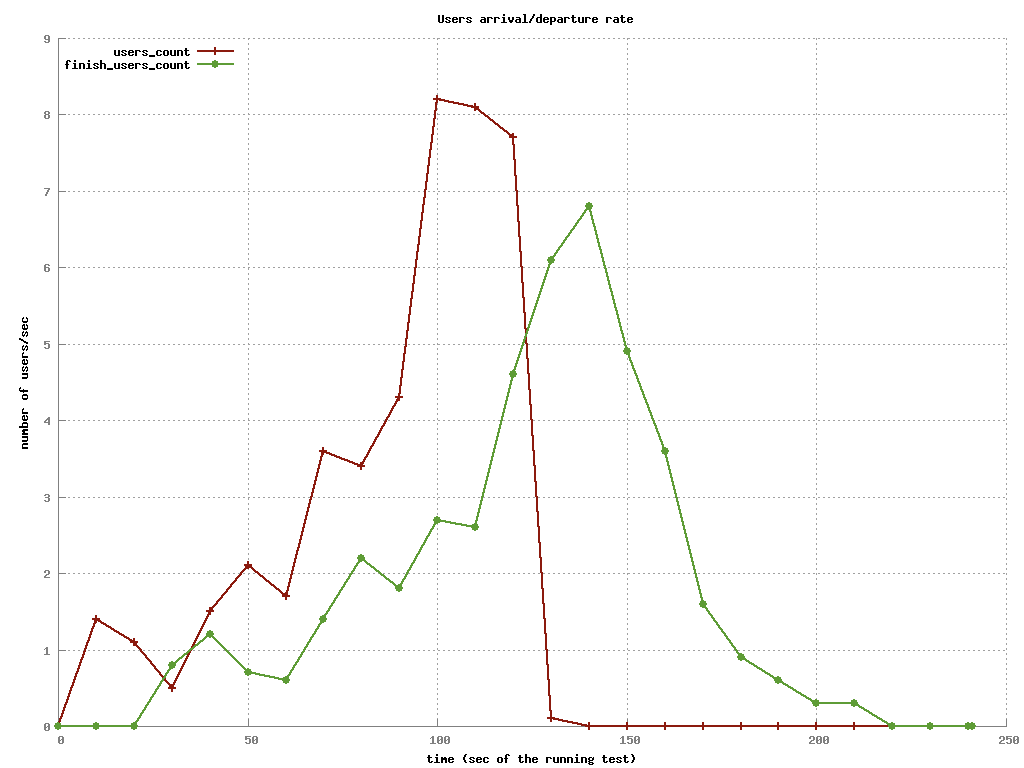 Users arrival/departure rate
users_count
finish_users_count
9
8
7
6
5
4
3
2
1
0
number of users/sec
0 50 100 150 200 250
time (sec of the running test)